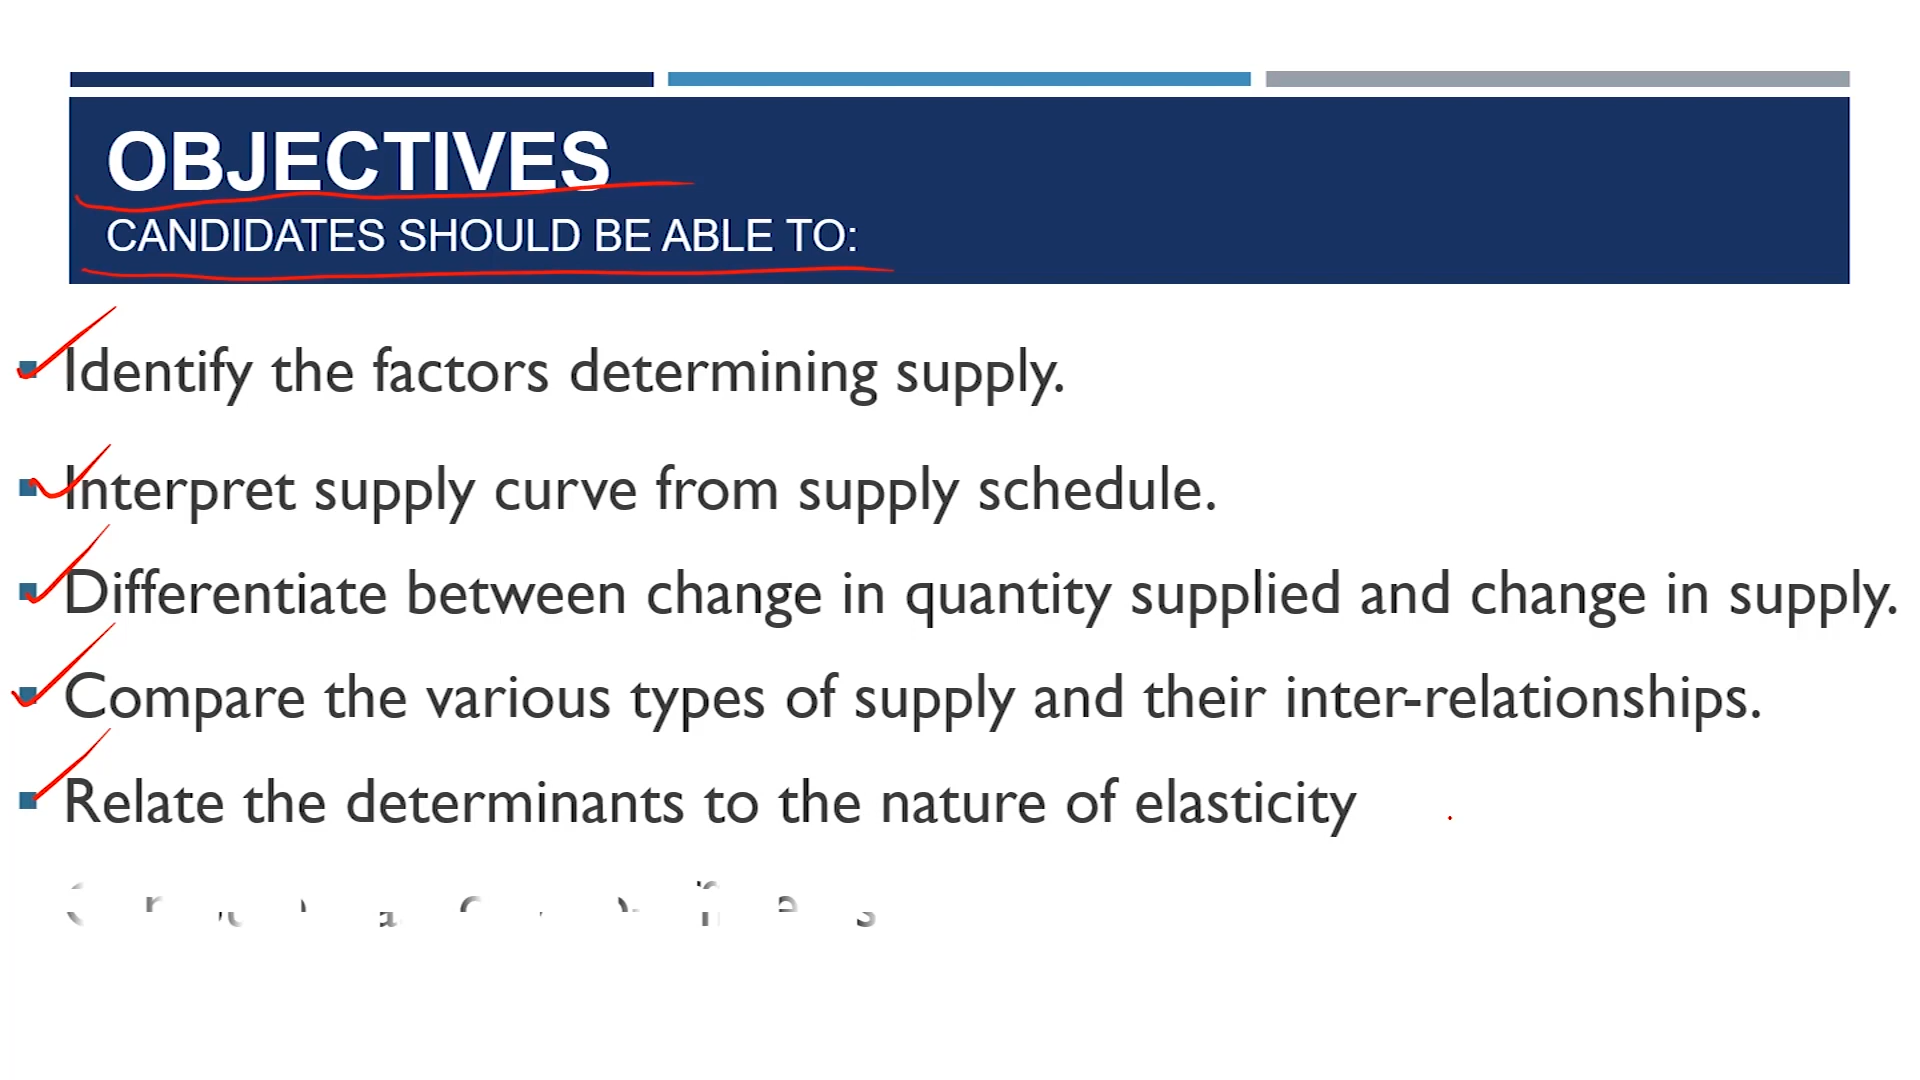 OBJECTIVES
CANDIDATES SHOULD BE ABLE TO:
Identify the factors determining supply.
Interpret supply curve from supply schedule.
Differentiate between change in quantity supplied and change in supply.
Compare the various types of supply and their inter-relationships.
Relate the determinants to the nature of elasticity